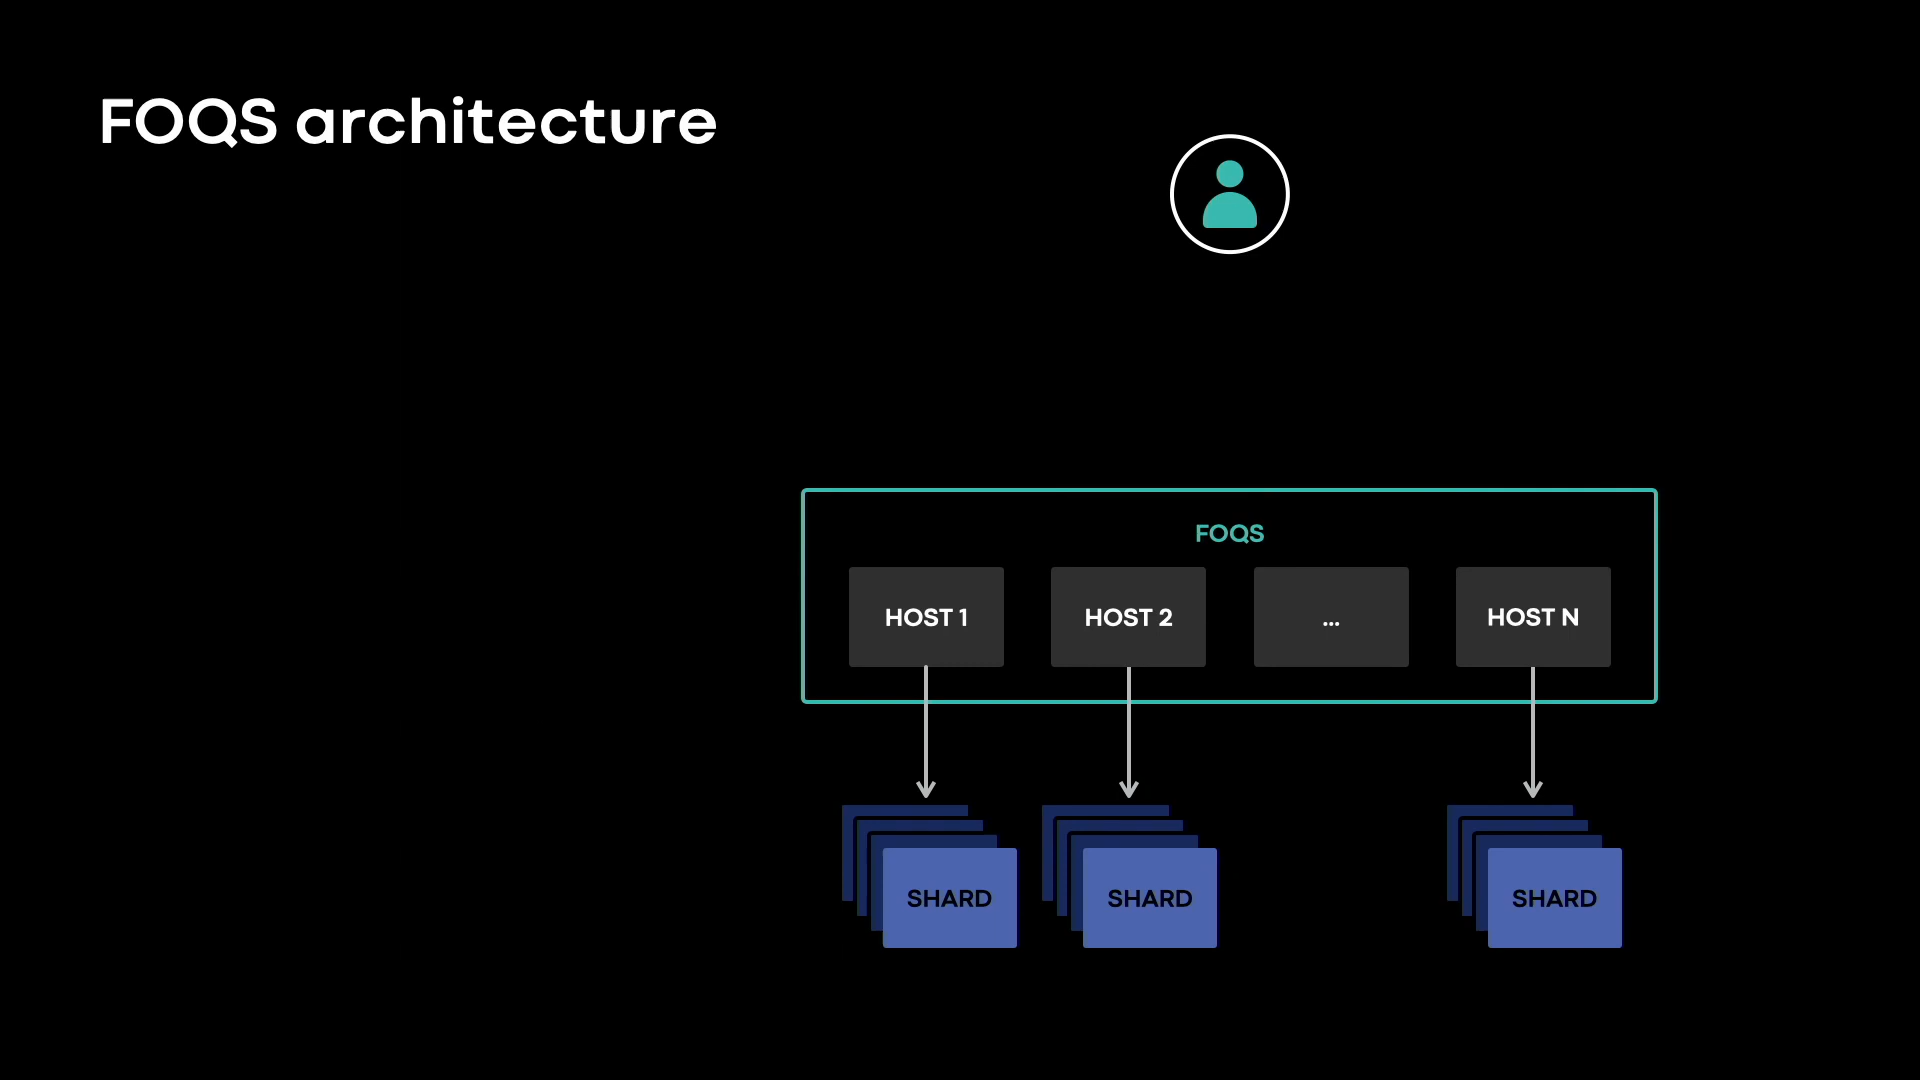 FOQS architecture
FOQS
HOST 1
HOST 2
...
HOST N
SHARD
SHARD
SHARD